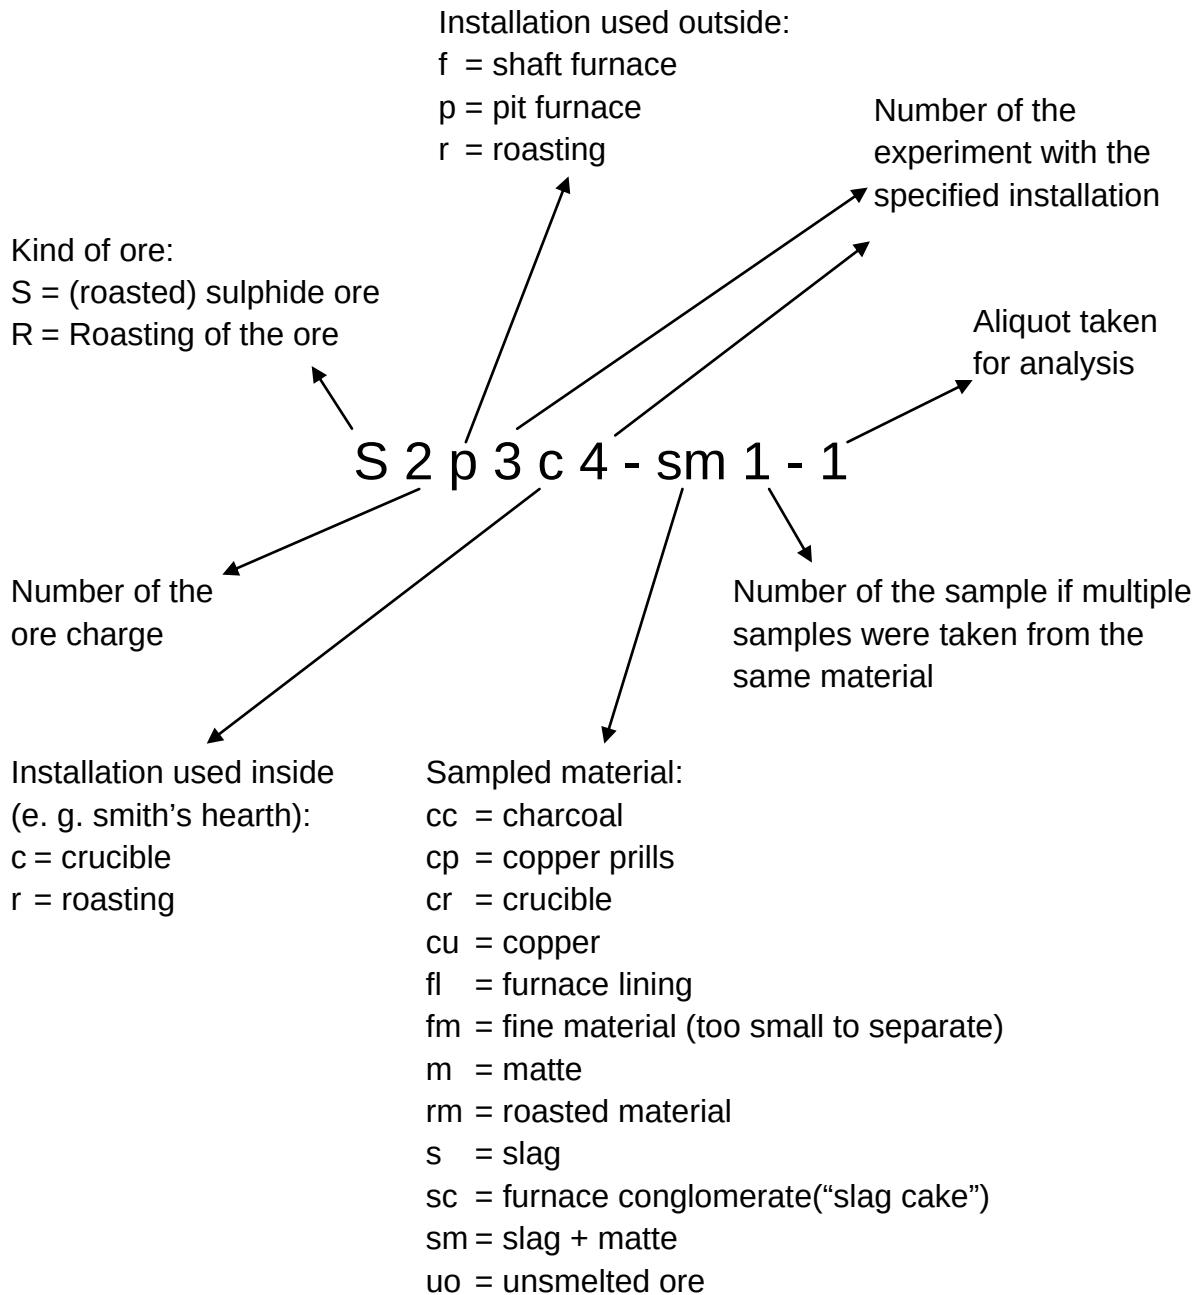 Installation used outside:
f = shaft furnace
p = pit furnace
r = roasting
Number of the
experiment with the
specified installation
Kind of ore:
S = (roasted) sulphide ore
R = Roasting of the ore
Aliquot taken
for analysis
S 2 p 3 c 4 - sm 1 - 1
Number of the
ore charge
Number of the sample if multiple
samples were taken from the
same material
Installation used inside
(e. g. smith’s hearth):
c = crucible
r = roasting
Sampled material:
cc = charcoal
cp = copper prills
cr = crucible
cu = copper
fl = furnace lining
fm = fine material (too small to separate)
m = matte
rm = roasted material
s = slag
sc = furnace conglomerate(“slag cake”)
sm = slag + matte
uo = unsmelted ore